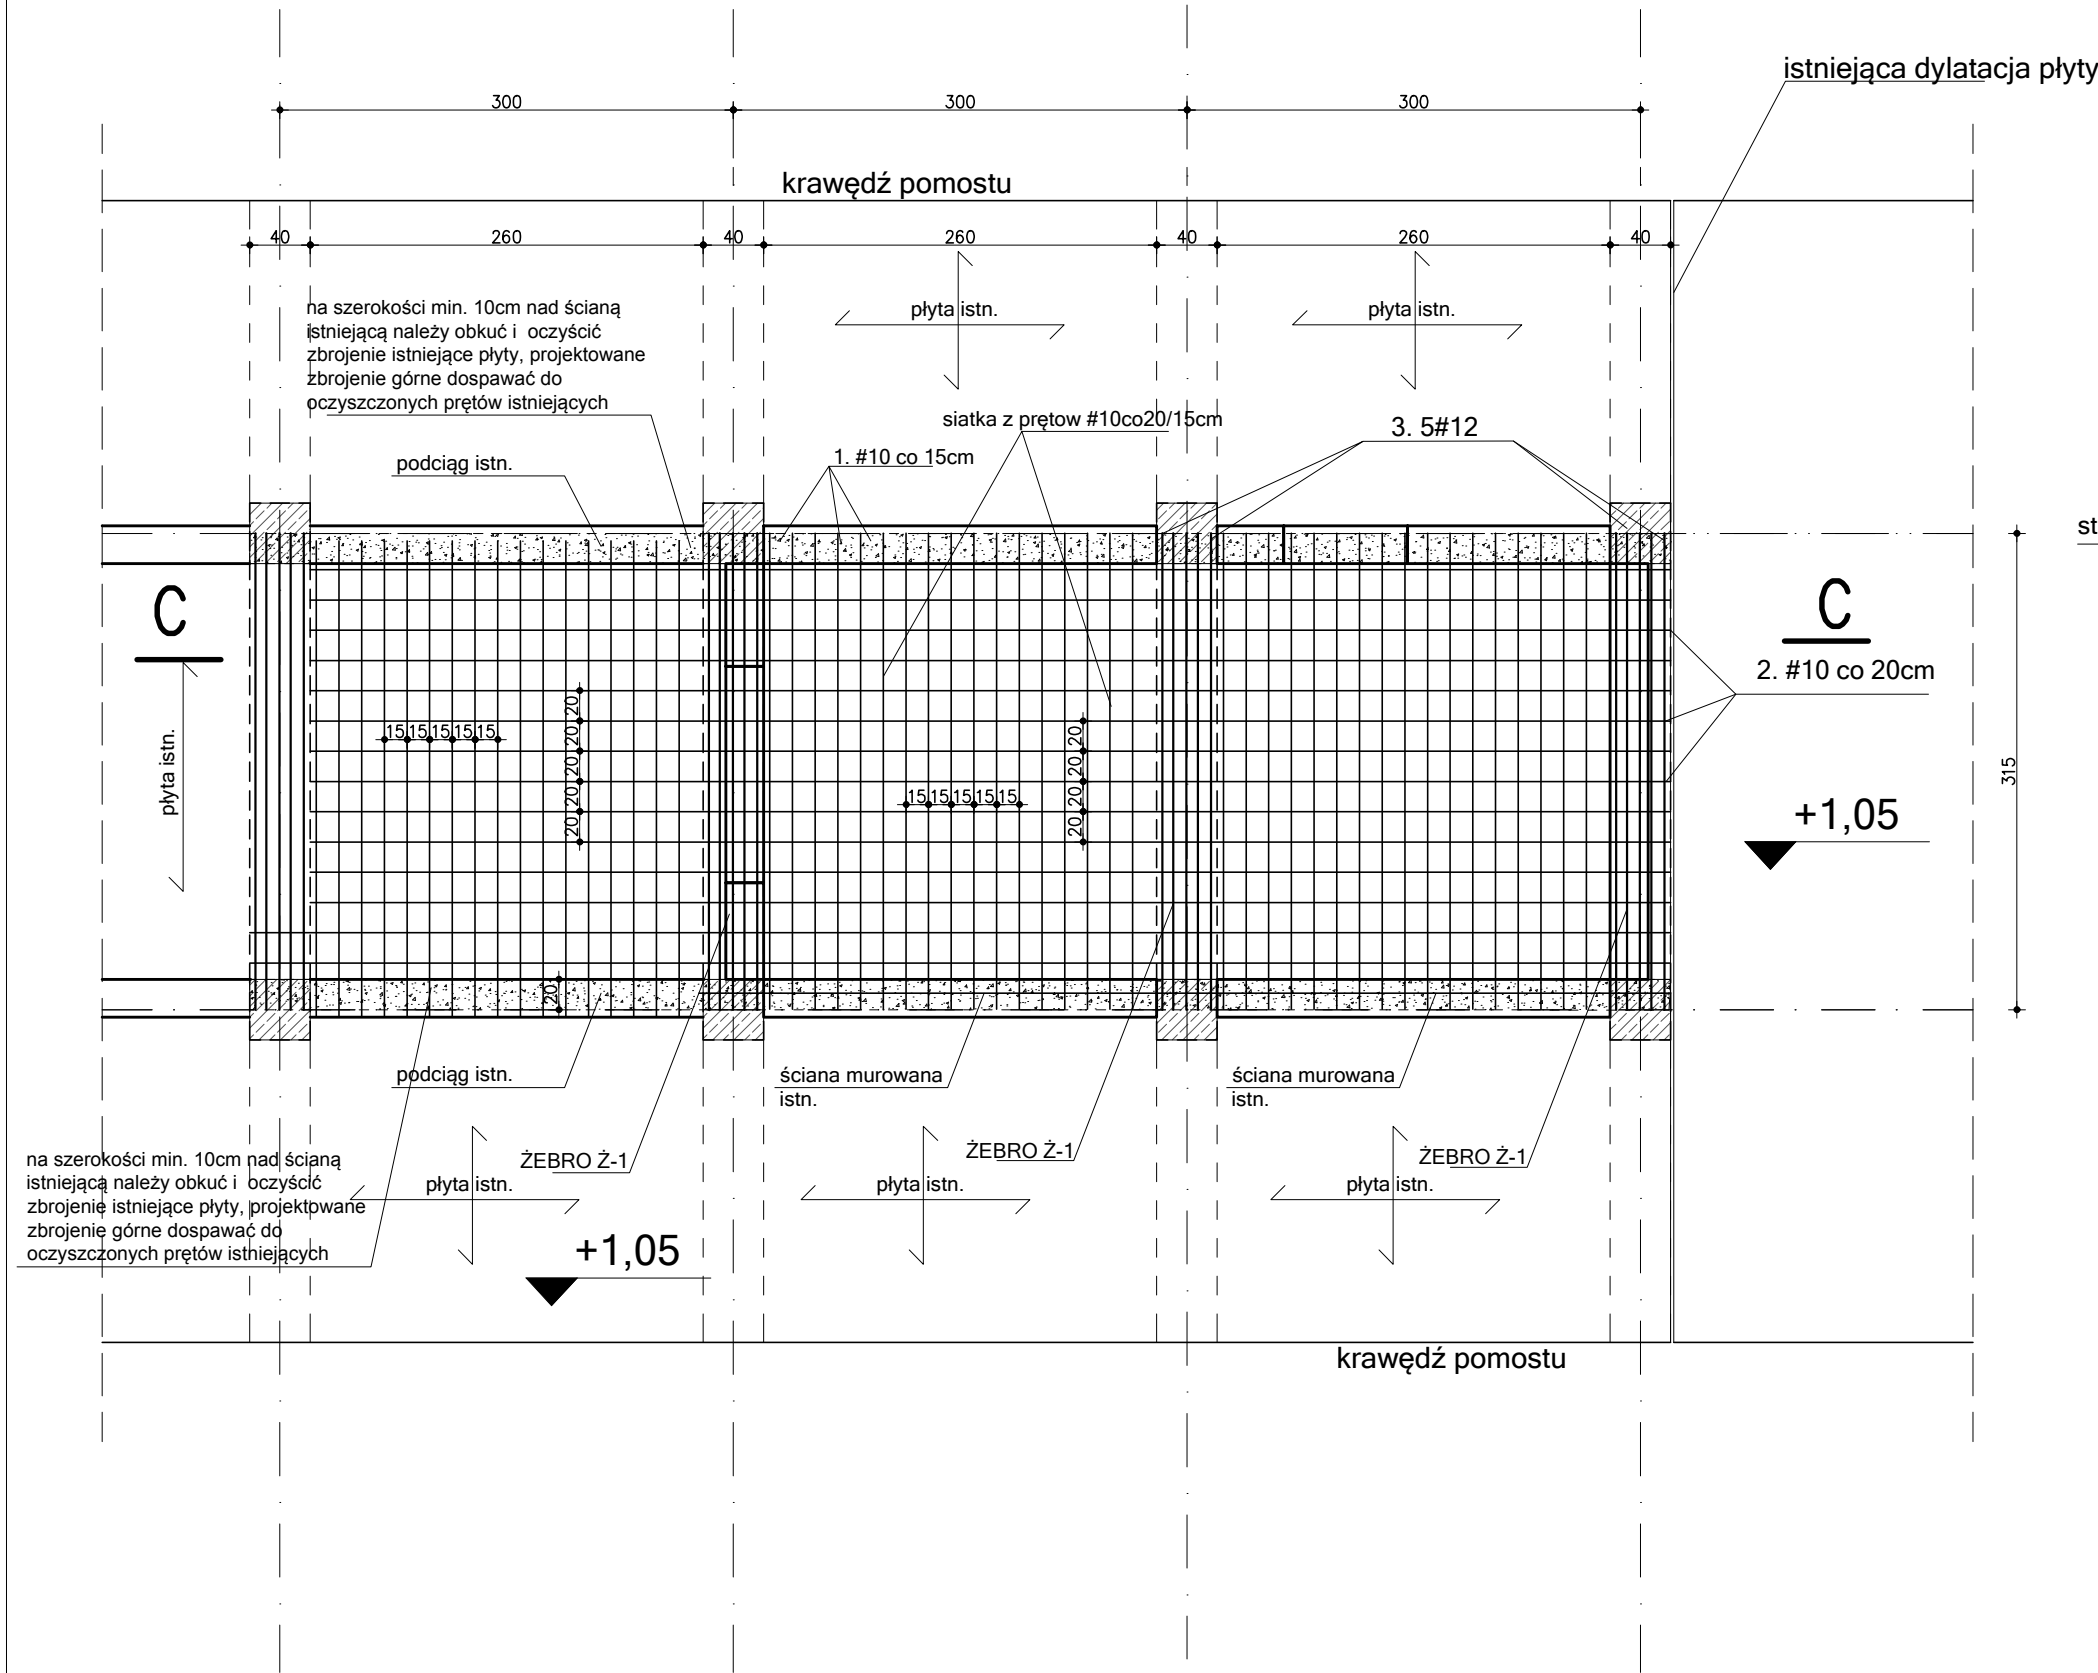 istniejąca dylatacja płyty
300
300
300
krawędź pomostu
40
260
40
260
40
260
40
na szerokości min. 10cm nad ścianą
istniejącą należy obkuć i oczyścić
zbrojenie istniejące płyty, projektowane
zbrojenie górne dospawać do
oczyszczonych prętów istniejących
płyta istn.
płyta istn.
siatka z prętow #10co20/15cm
3. 5#12
1. #10 co 15cm
podciąg istn.
st
C
C
2. #10 co 20cm
płyta istn.
15 15 15 15 15
20 20 20 20 20
15 15 15 15 15
20 20 20 20
315
+1,05
20
podciąg istn.
ściana murowana
istn.
ściana murowana
istn.
ŻEBRO Ż-1
ŻEBRO Ż-1
ŻEBRO Ż-1
na szerokości min. 10cm nad ścianą
istniejącą należy obkuć i oczyścić
zbrojenie istniejące płyty, projektowane
zbrojenie górne dospawać do
oczyszczonych prętów istniejących
płyta istn.
płyta istn.
płyta istn.
+1,05
krawędź pomostu